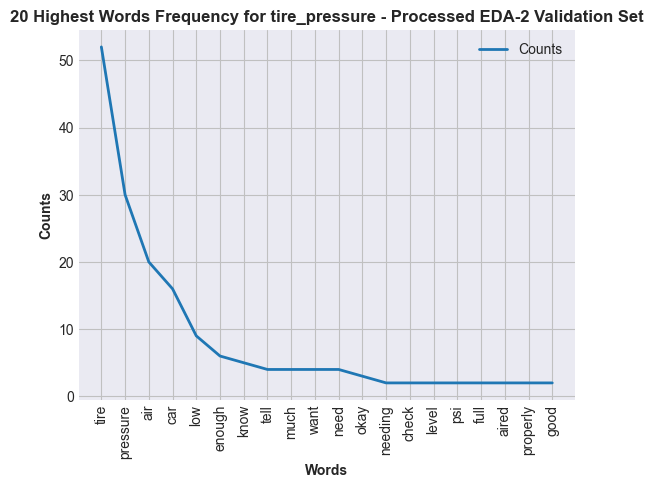 20 Highest Words Frequency for tire_pressure - Processed EDA-2 Validation Set
Counts
50
40
30
20
10
0
Counts
tire
pressure
air
car
low
enough
know
tell
much
want
need
okay
needing
check
level
psi
full
aired
properly
good
Words